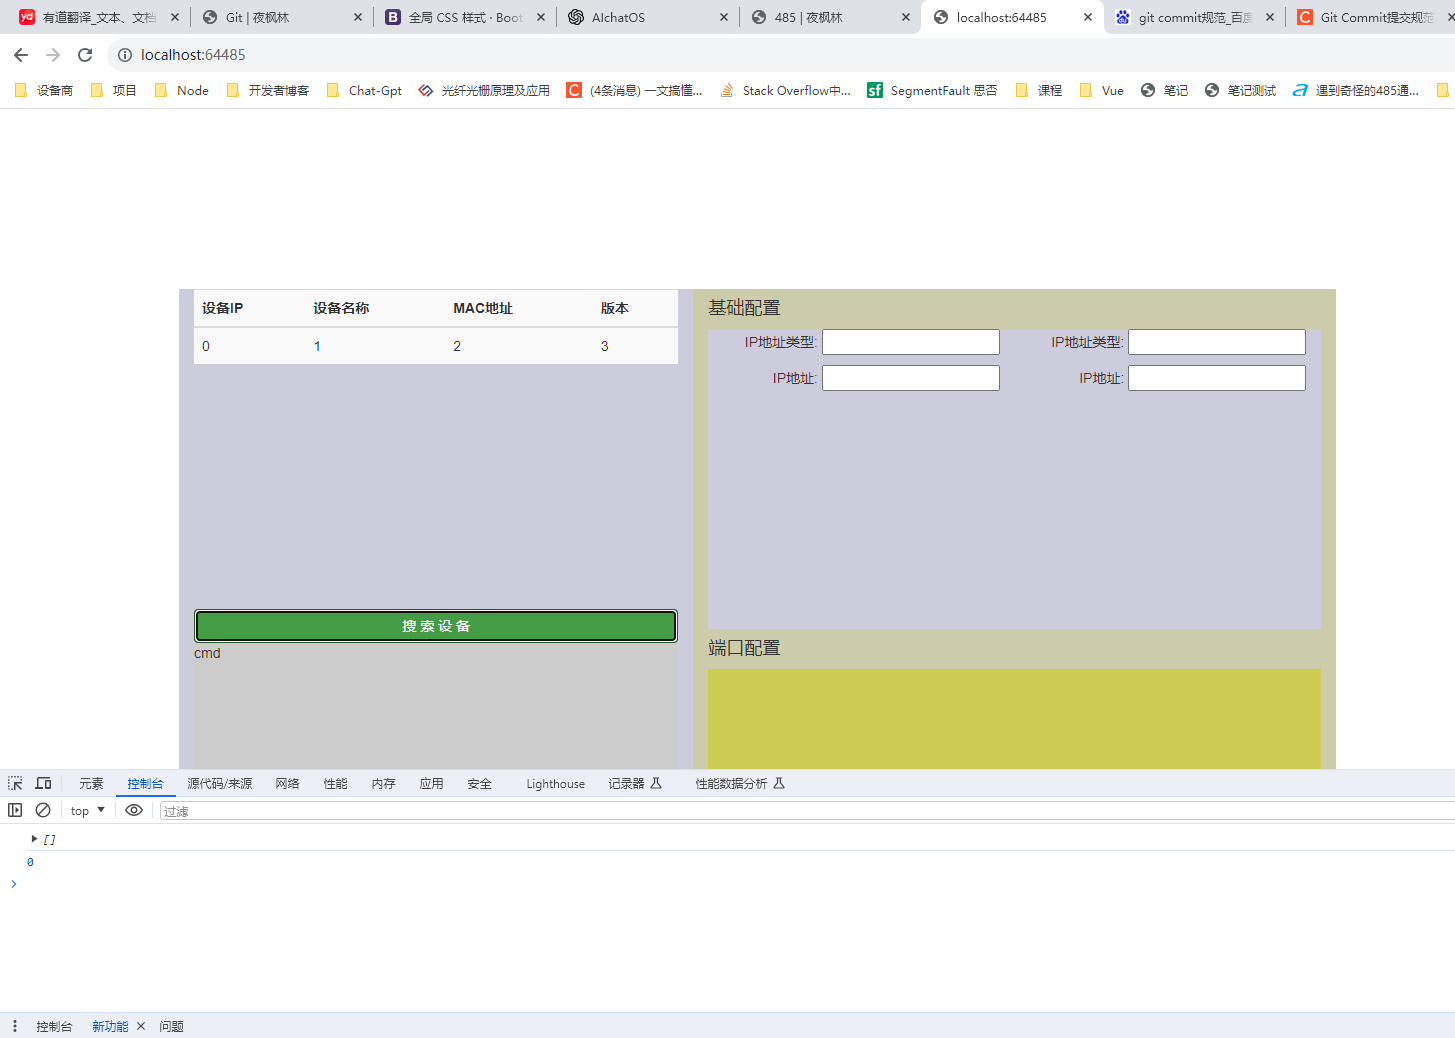 有道翻译_文本、文档
Git | 夜枫林
全局 CSS 样式 · Boot
AIchatOS
485 | 夜枫林
localhost:64485
git commit规范_百度
Git Commit提交规范
localhost:64485
设备商
项目
Node
开发者博客
Chat-Gpt
光纤光栅原理及应用
(4条消息) 一文搞懂...
Stack Overflow中...
SegmentFault 思否
课程
Vue
笔记
笔记测试
遇到奇怪的485通...
设备IP 设备名称 MAC地址 版本
0 1 2 3
搜 索 设 备
cmd
基础配置
IP地址类型: IP地址类型:
IP地址: IP地址:
端口配置
元素 控制台 源代码/来源 网络 性能 内存 应用 安全 Lighthouse 记录器 性能数据分析
top 过滤
[]
0
控制台 新功能 问题